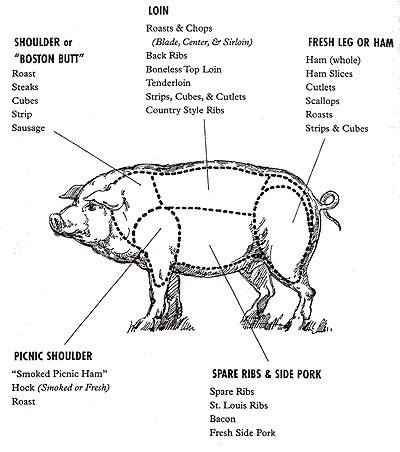 LOIN
Roasts & Chops
(Blade, Center, & Sirloin)
Back Ribs
Boneless Top Loin
Tenderloin
Strips, Cubes, & Cutlets
Country Style Ribs
SHOULDER or
"BOSTON BUTT"
Roast
Steaks
Cubes
Strip
Sausage
FRESH LEG OR HAM
Ham (whole)
Ham Slices
Cutlets
Scallops
Roasts
Strips & Cubes
PICNIC SHOULDER
"Smoked Picnic Ham"
Hock (Smoked or Fresh)
Roast
SPARE RIBS & SIDE PORK
Spare Ribs
St. Louis Ribs
Bacon
Fresh Side Pork